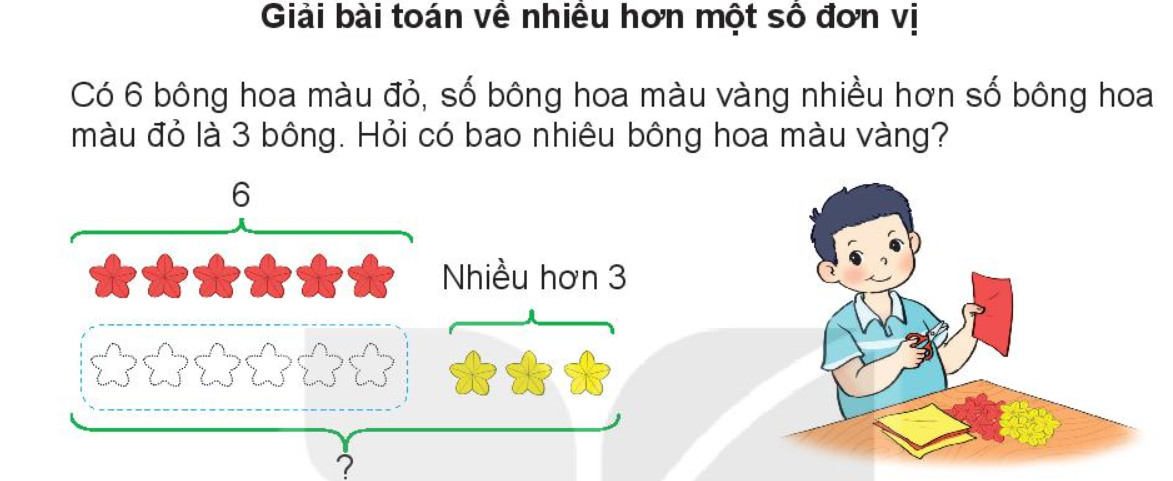 Giải bài toán về nhiều hơn một số đơn vị
Có 6 bông hoa màu đỏ, số bông hoa màu vàng nhiều hơn số bông hoa
màu đỏ là 3 bông. Hỏi có bao nhiêu bông hoa màu vàng?
6
Nhiều hơn 3
?